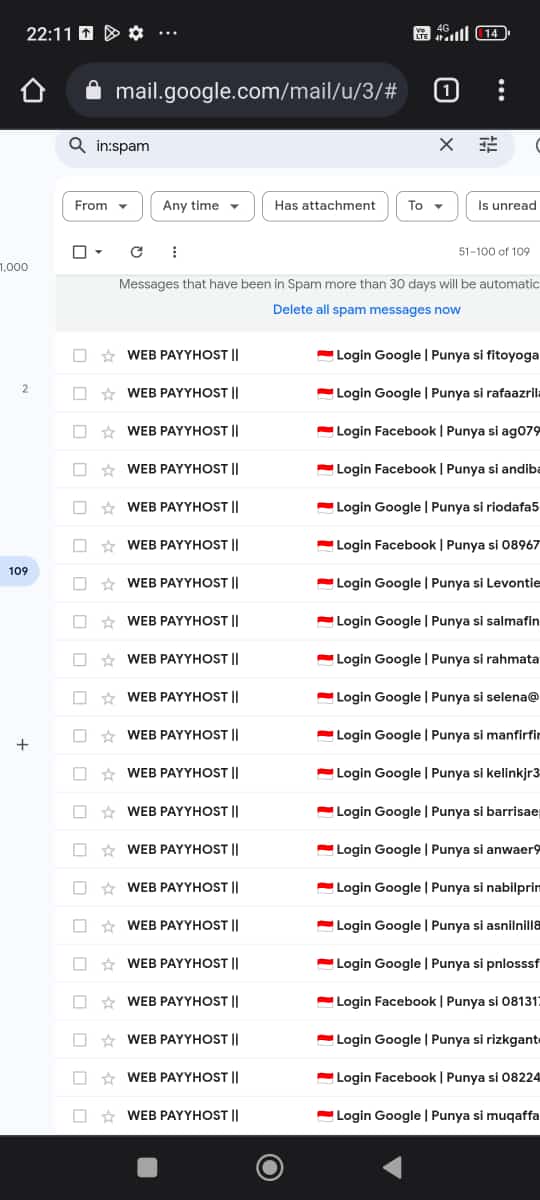 22:11
Vo LTE 4G 14
mail.google.com/mail/u/3/# 1
in:spam
From Any time Has attachment To Is unread
51–100 of 109
1,000
Messages that have been in Spam more than 30 days will be automatic
Delete all spam messages now
WEB PAYYHOST || Login Google | Punya si fitoyoga
2
WEB PAYYHOST || Login Google | Punya si rafaazril
WEB PAYYHOST || Login Facebook | Punya si ag079
WEB PAYYHOST || Login Facebook | Punya si andiba
WEB PAYYHOST || Login Google | Punya si riodafa5
WEB PAYYHOST || Login Facebook | Punya si 08967
109
WEB PAYYHOST || Login Google | Punya si Levontie
WEB PAYYHOST || Login Google | Punya si salmafin
WEB PAYYHOST || Login Google | Punya si rahmata
WEB PAYYHOST || Login Google | Punya si selena@
WEB PAYYHOST || Login Google | Punya si manfirfir
WEB PAYYHOST || Login Google | Punya si kelinkjr3
WEB PAYYHOST || Login Google | Punya si barrisae
WEB PAYYHOST || Login Google | Punya si anwaer9
WEB PAYYHOST || Login Google | Punya si nabilprin
WEB PAYYHOST || Login Google | Punya si asnilnill8
WEB PAYYHOST || Login Google | Punya si pnlosssf
WEB PAYYHOST || Login Facebook | Punya si 08131
WEB PAYYHOST || Login Google | Punya si rizkgant
WEB PAYYHOST || Login Facebook | Punya si 08224
WEB PAYYHOST || Login Google | Punya si muqaffa